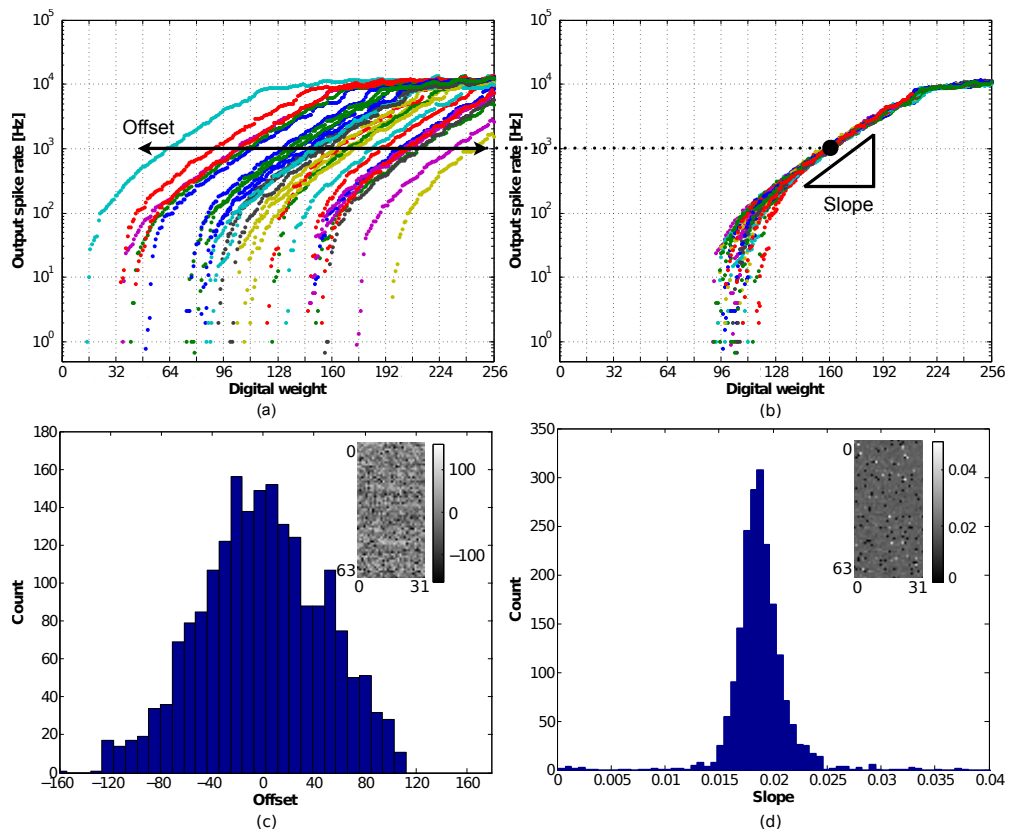 10^5
10^4
10^3
10^2
10^1
10^0
Output spike rate [Hz]
Offset
0 32 64 96 128 160 192 224 256
Digital weight
(a)
10^5
10^4
10^3
10^2
10^1
10^0
Output spike rate [Hz]
Slope
0 96 128 160 192 224 256
Digital weight
(b)
180
160
140
120
100
80
60
40
20
0
Count
0
63
0 31
100
0
−100
−160 −120 −80 −40 0 40 80 120 160
Offset
(c)
350
300
250
200
150
100
50
0
Count
0
63
0 31
0.04
0.02
0
0 0.005 0.01 0.015 0.02 0.025 0.03 0.035 0.04
Slope
(d)